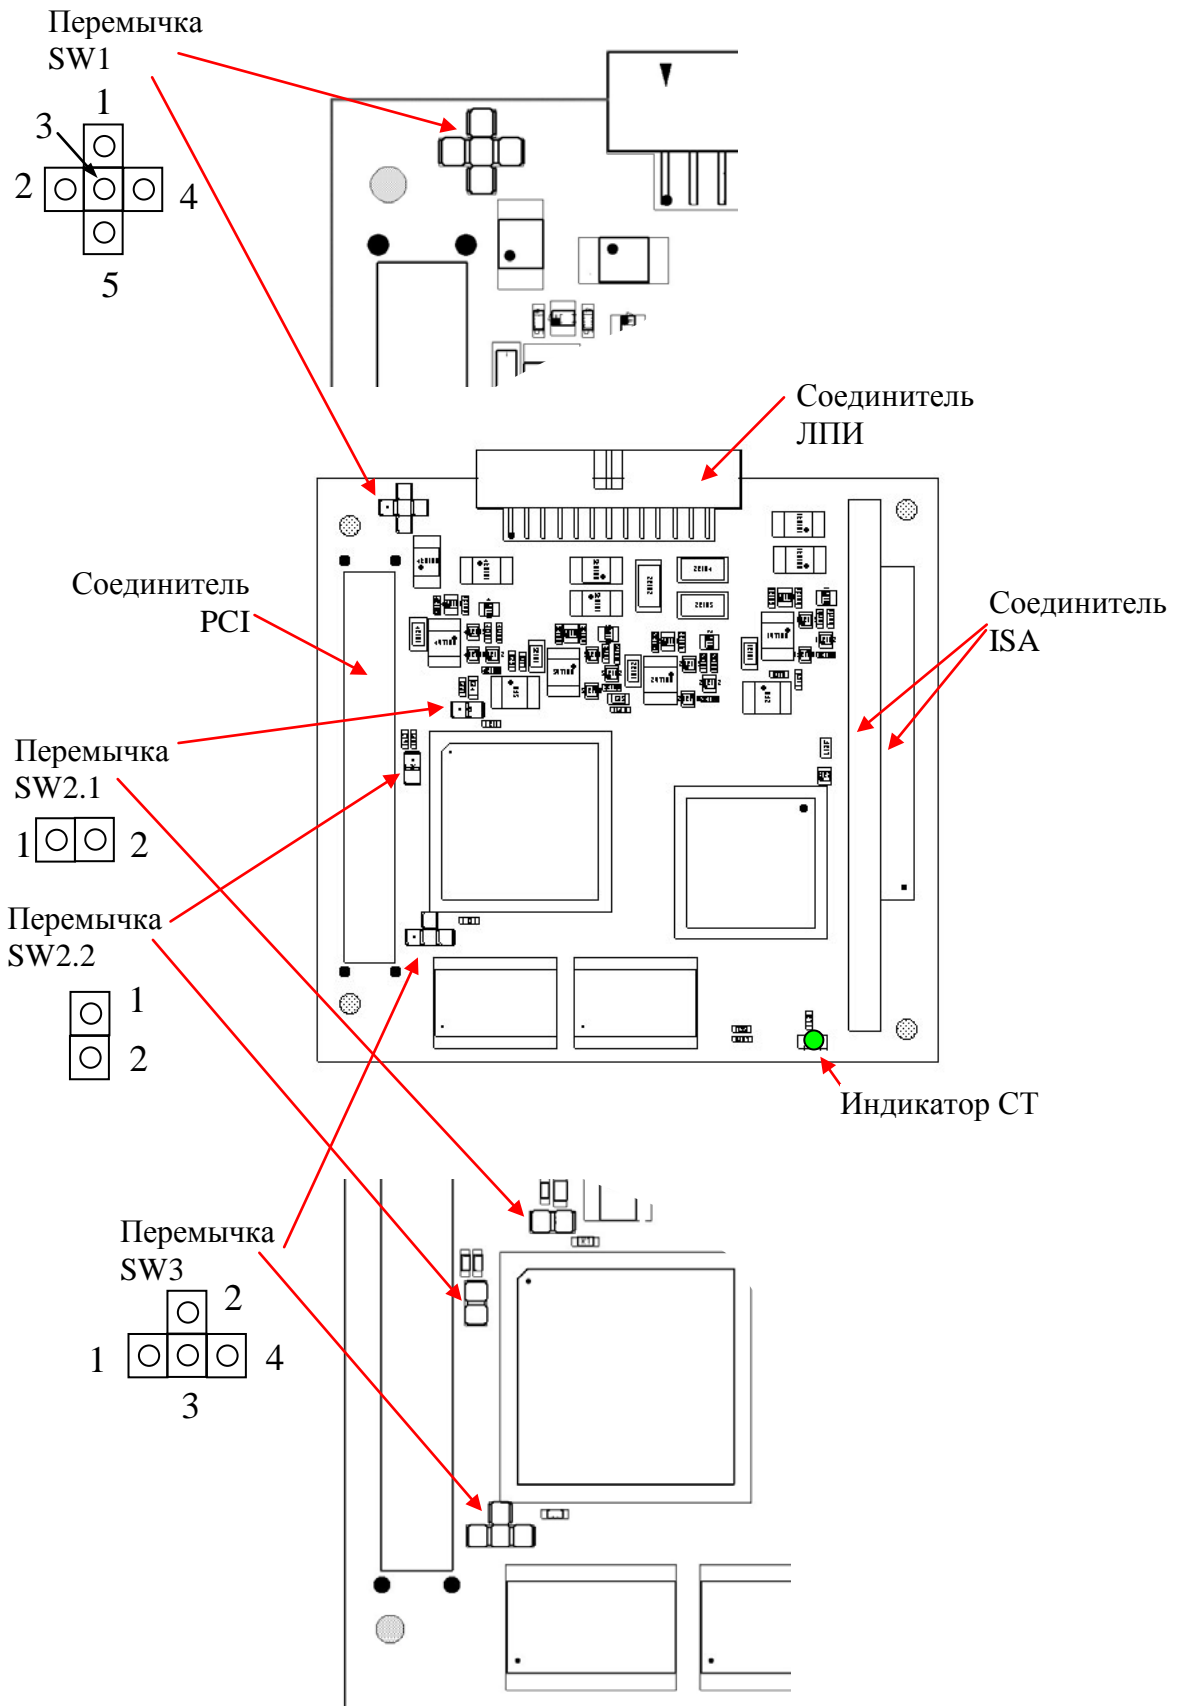 Перемычка
SW1
1
3
2
4
5
Соединитель
ЛПИ
Соединитель
PCI
Соединитель
ISA
Перемычка
SW2.1
1
2
Перемычка
SW2.2
1
2
Индикатор СТ
Перемычка
SW3
2
1
4
3